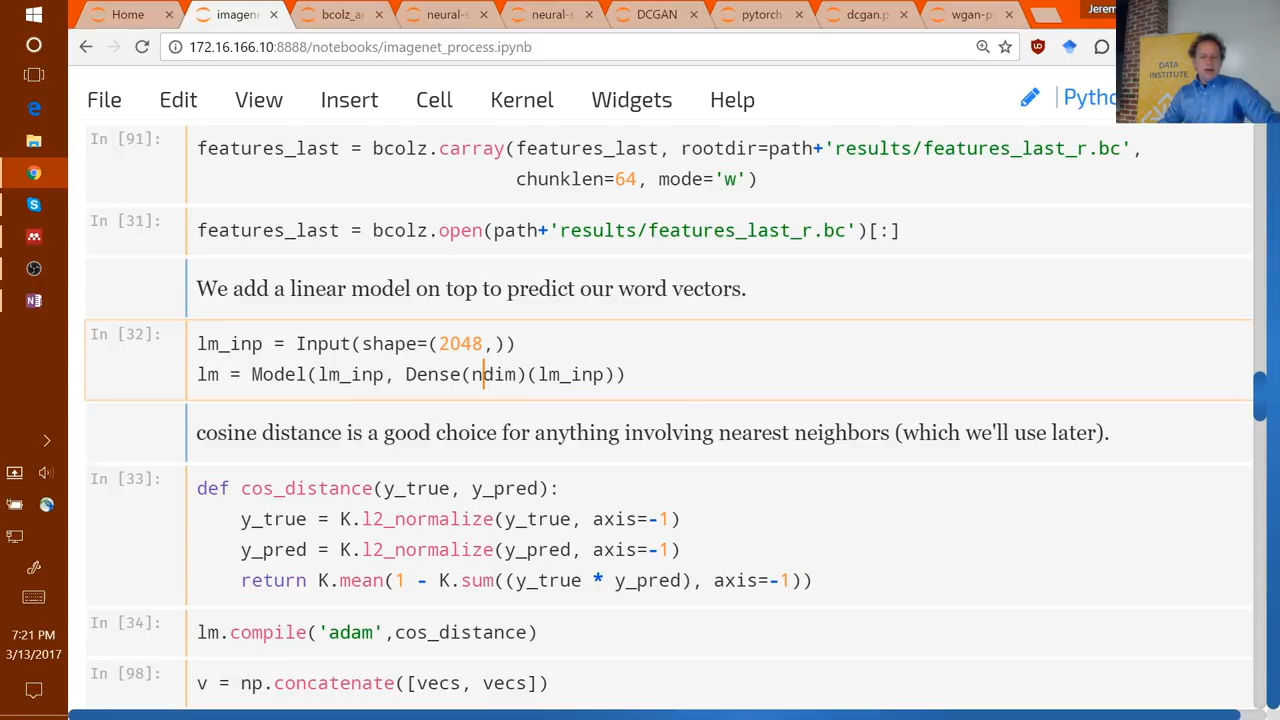 Home
imagen
bcolz_a
neural-s
neural-s
DCGAN
pytorch
dcgan.p
wgan-p
Jerem
172.16.166.10:8888/notebooks/imagenet_process.ipynb
File Edit View Insert Cell Kernel Widgets Help
Pytho
DATA
INSTITUTE
In [91]:
features_last = bcolz.carray(features_last, rootdir=path+'results/features_last_r.bc',
chunklen=64, mode='w')
In [31]:
features_last = bcolz.open(path+'results/features_last_r.bc')[:]
We add a linear model on top to predict our word vectors.
In [32]:
lm_inp = Input(shape=(2048,))
lm = Model(lm_inp, Dense(ndim)(lm_inp))
cosine distance is a good choice for anything involving nearest neighbors (which we'll use later).
In [33]:
def cos_distance(y_true, y_pred):
y_true = K.l2_normalize(y_true, axis=-1)
y_pred = K.l2_normalize(y_pred, axis=-1)
return K.mean(1 - K.sum((y_true * y_pred), axis=-1))
In [34]:
lm.compile('adam',cos_distance)
In [98]:
v = np.concatenate([vecs, vecs])
7:21 PM
3/13/2017